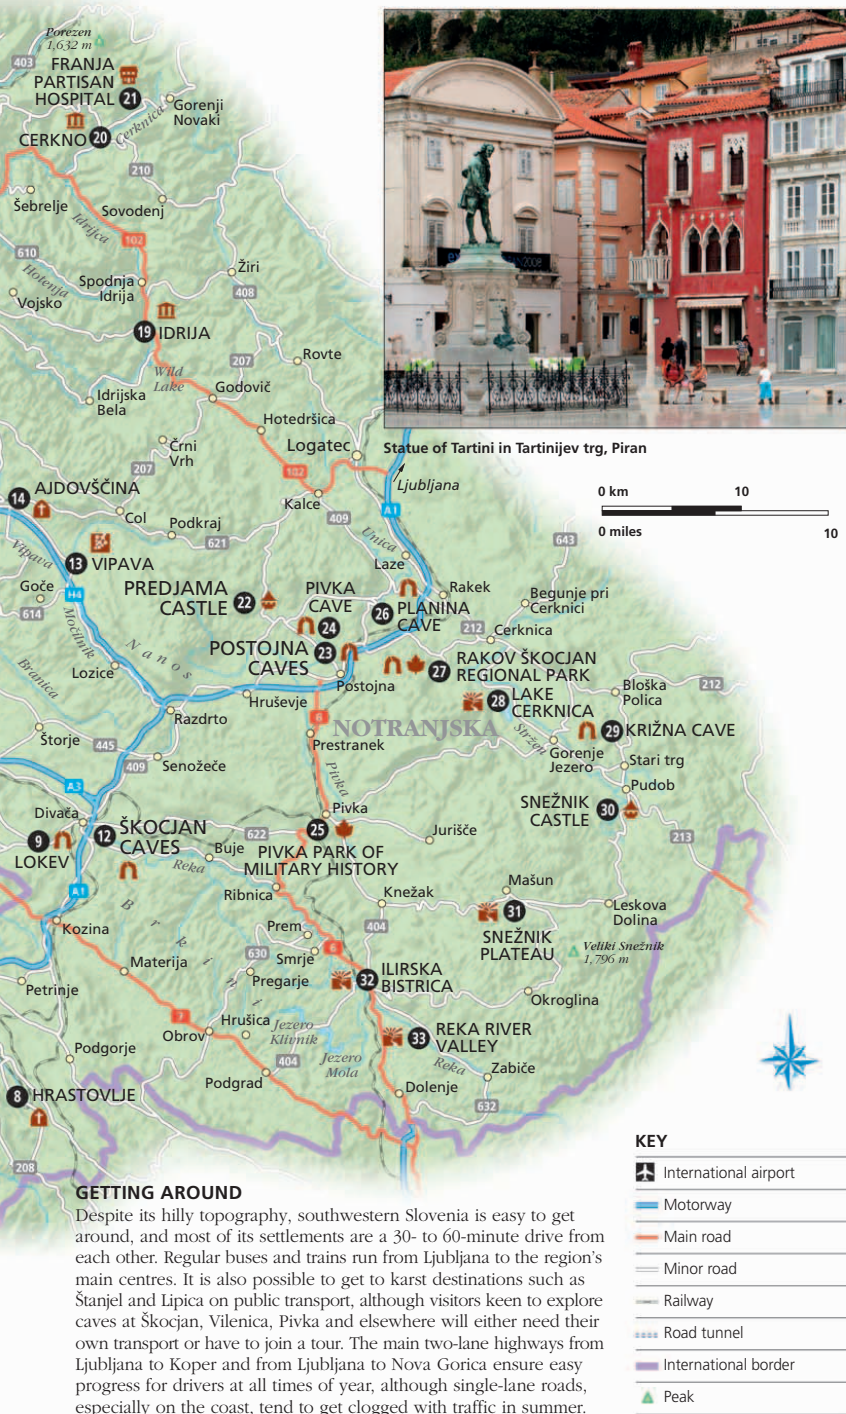 Porezen
1,632 m
403
FRANJA
PARTISAN
HOSPITAL 21
Gorenji
Novaki
CERKNO 20
Cerknica
210
Šebrelje
Sovodenj
Idrijca
102
610
Hotenja
Vojsko
Spodnja
Idrija
Žiri
408
19 IDRIJA
Rovte
207
Wild
Lake
Godovič
Idrijska
Bela
Hotedršica
Črni
Vrh
Logatec
207
102
Statue of Tartini in Tartinijev trg, Piran
Ljubljana
0 km 10
0 miles 10
14 AJDOVŠČINA
Kalce
A1
Col
Podkraj
409
621
Unica
643
Vipava
13 VIPAVA
Laze
Goče
H4
614
PREDJAMA
CASTLE 22
PIVKA
CAVE
24
Rakek
26 PLANINA
CAVE
Begunje pri
Cerknici
212
Cerknica
Močilnik
Nanos
POSTOJNA
CAVES
23
27 RAKOV ŠKOCJAN
REGIONAL PARK
Branica
Lozice
Postojna
28 LAKE
CERKNICA
Bloška
Polica
212
Hruševje
Razdrto
6
NOTRANJSKA
Stržen
29 KRIŽNA CAVE
Štorje
445
Prestranek
Gorenje
Jezero
Stari trg
409
Senožeče
Pivka
Pudob
A3
SNEŽNIK
CASTLE 30
Divača
Pivka
12 ŠKOCJAN
CAVES
622
25
Jurišče
213
9
LOKEV
Buje
PIVKA PARK OF
MILITARY HISTORY
Reka
A1
Ribnica
Knežak
Mašun
Leskova
Dolina
31
SNEŽNIK
PLATEAU
Kozina
Brkini
Prem
404
6
Veliki Snežnik
1,796 m
Materija
630
Smrje
Pregarje
32 ILIRSKA
BISTRICA
Petrinje
Okroglina
7
Hrušica
Obrov
Jezero
Klivnik
33 REKA RIVER
VALLEY
Podgorje
404
Jezero
Mola
Reka
Zabiče
Podgrad
Dolenje
632
8 HRASTOVLJE
208
KEY
International airport
Motorway
Main road
Minor road
Railway
Road tunnel
International border
Peak
GETTING AROUND
Despite its hilly topography, southwestern Slovenia is easy to get
around, and most of its settlements are a 30- to 60-minute drive from
each other. Regular buses and trains run from Ljubljana to the region's
main centres. It is also possible to get to karst destinations such as
Štanjel and Lipica on public transport, although visitors keen to explore
caves at Škocjan, Vilenica, Pivka and elsewhere will either need their
own transport or have to join a tour. The main two-lane highways from
Ljubljana to Koper and from Ljubljana to Nova Gorica ensure easy
progress for drivers at all times of year, although single-lane roads,
especially on the coast, tend to get clogged with traffic in summer.